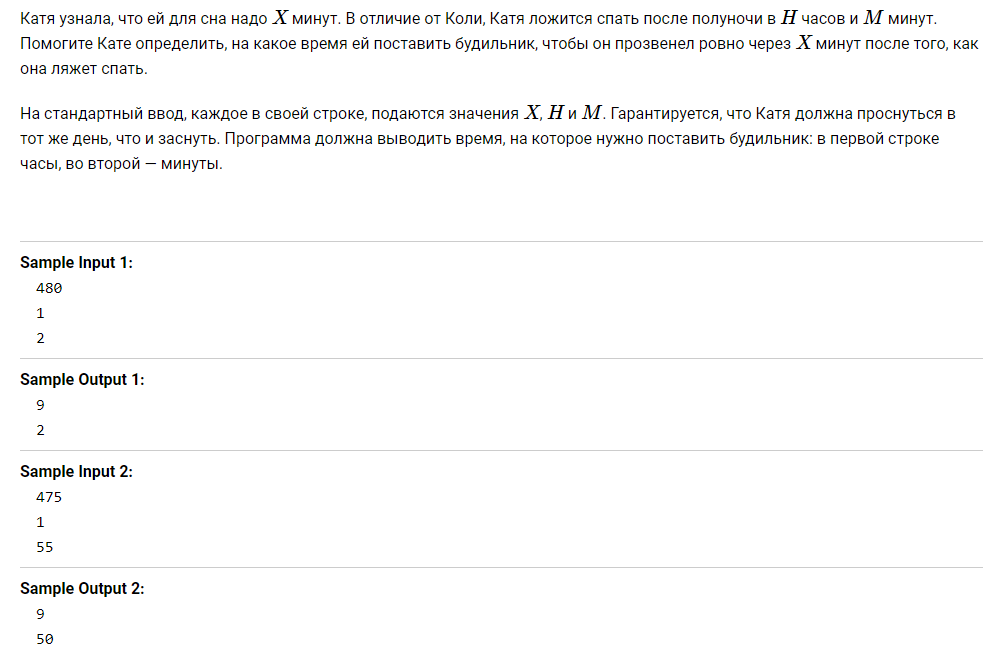 Катя узнала, что ей для сна надо X минут. В отличие от Коли, Катя ложится спать после полуночи в H часов и M минут.
Помогите Кате определить, на какое время ей поставить будильник, чтобы он прозвенел ровно через X минут после того, как
она ляжет спать.
На стандартный ввод, каждое в своей строке, подаются значения X, H и M. Гарантируется, что Катя должна проснуться в
тот же день, что и заснуть. Программа должна выводить время, на которое нужно поставить будильник: в первой строке
часы, во второй — минуты.
Sample Input 1:
480
1
2
Sample Output 1:
9
2
Sample Input 2:
475
1
55
Sample Output 2:
9
50